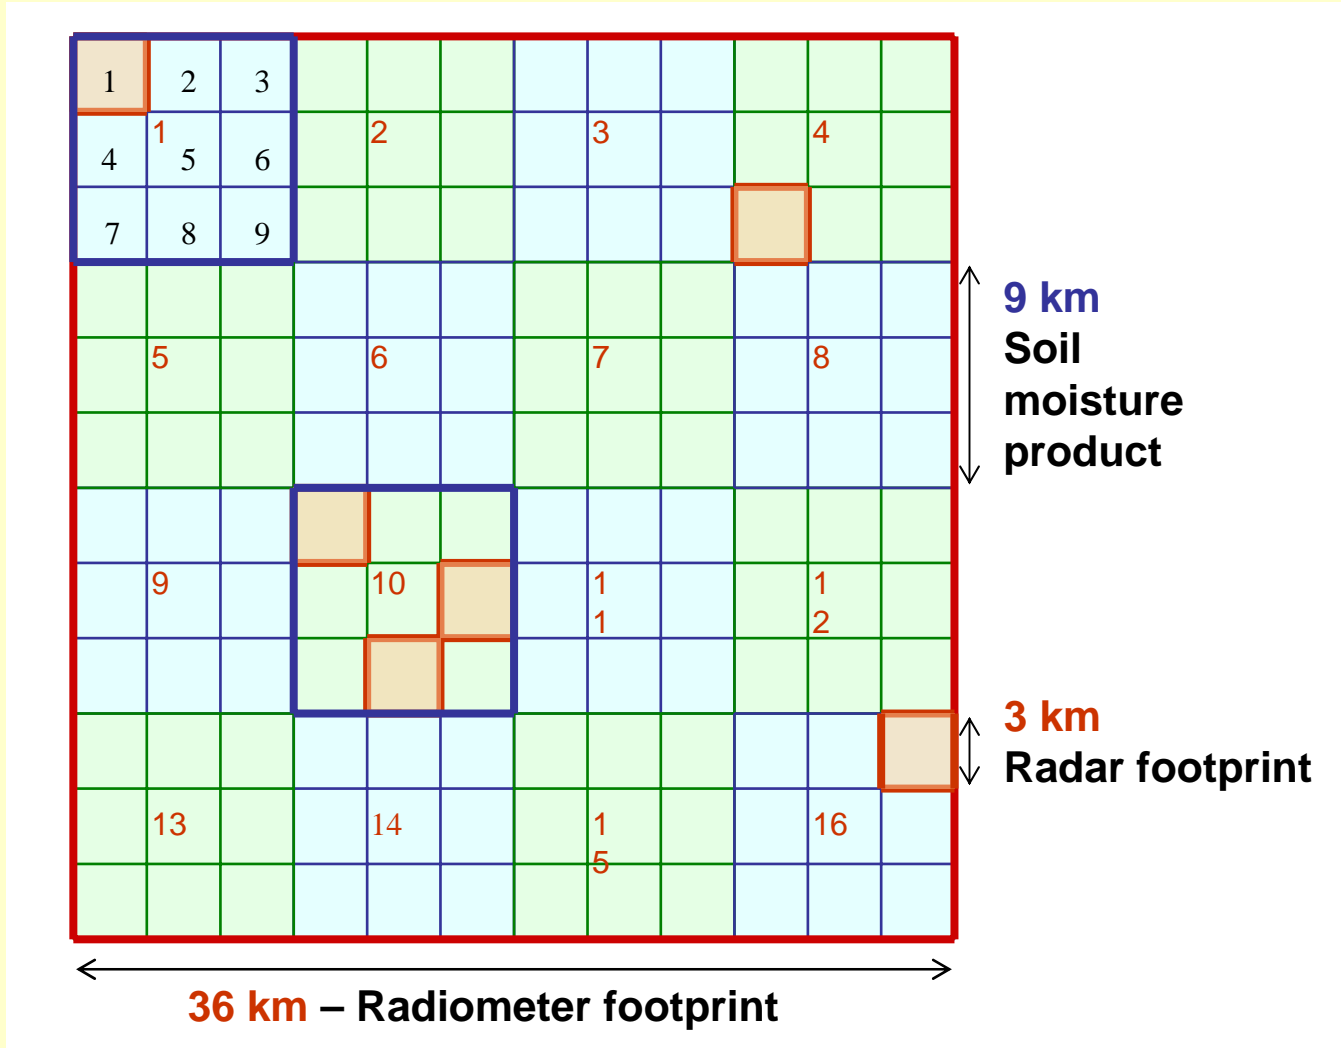 1 2 3
1 2 3 4
4 5 6
7 8 9
9 km
Soil
moisture
product
5 6 7 8
9 10 1 1
1 2
3 km
Radar footprint
13 14 1 16
5
36 km – Radiometer footprint